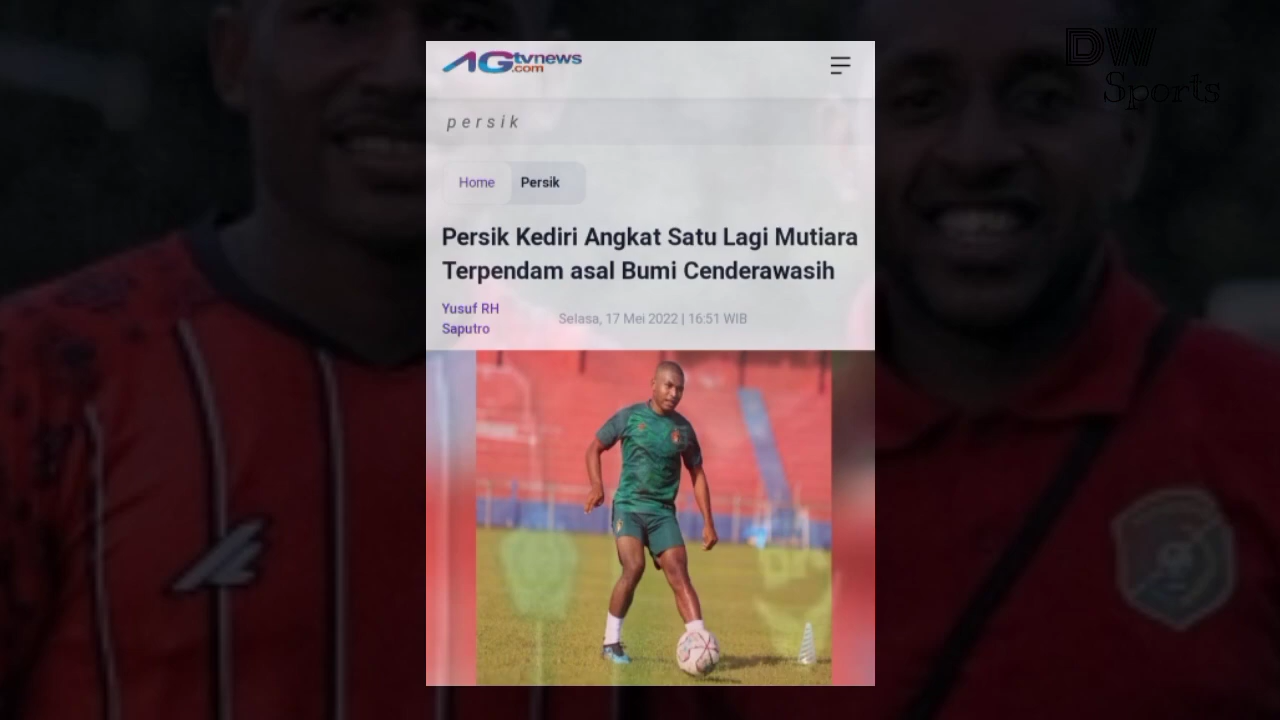 AGtvnews
.com
DW
Sports
persik
Home Persik
Persik Kediri Angkat Satu Lagi Mutiara
Terpendam asal Bumi Cenderawasih
Yusuf RH
Saputro
Selasa, 17 Mei 2022 | 16:51 WIB